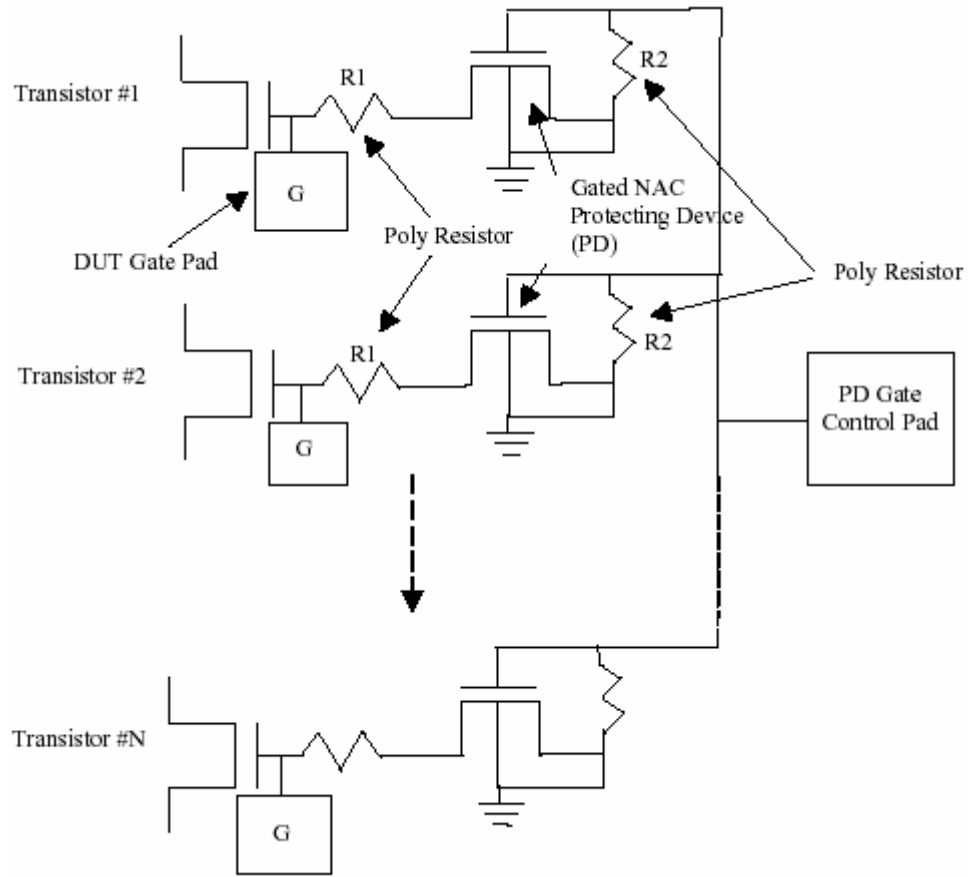 R1
R2
Transistor #1
G
Gated NAC
Protecting Device
(PD)
Poly Resistor
DUT Gate Pad
Poly Resistor
R1
R2
Transistor #2
PD Gate
Control Pad
G
Transistor #N
G